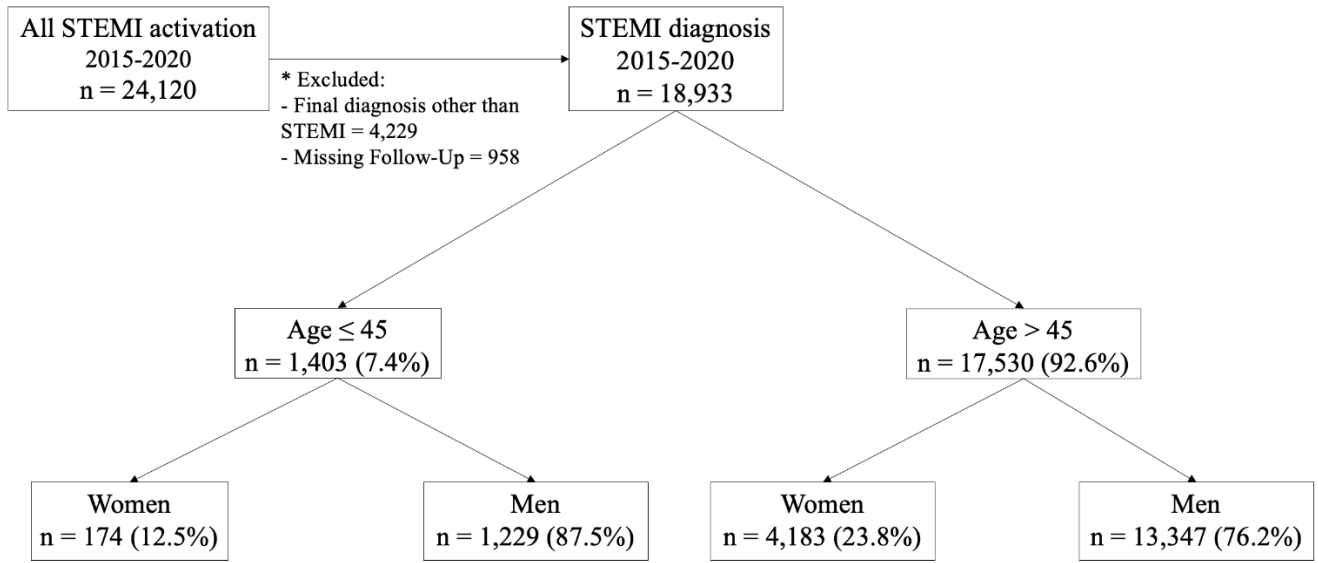 All STEMI activation
2015-2020
n = 24,120
* Excluded:
- Final diagnosis other than
STEMI = 4,229
- Missing Follow-Up = 958
STEMI diagnosis
2015-2020
n = 18,933
Age ≤ 45
n = 1,403 (7.4%)
Age > 45
n = 17,530 (92.6%)
Women
n = 174 (12.5%)
Men
n = 1,229 (87.5%)
Women
n = 4,183 (23.8%)
Men
n = 13,347 (76.2%)